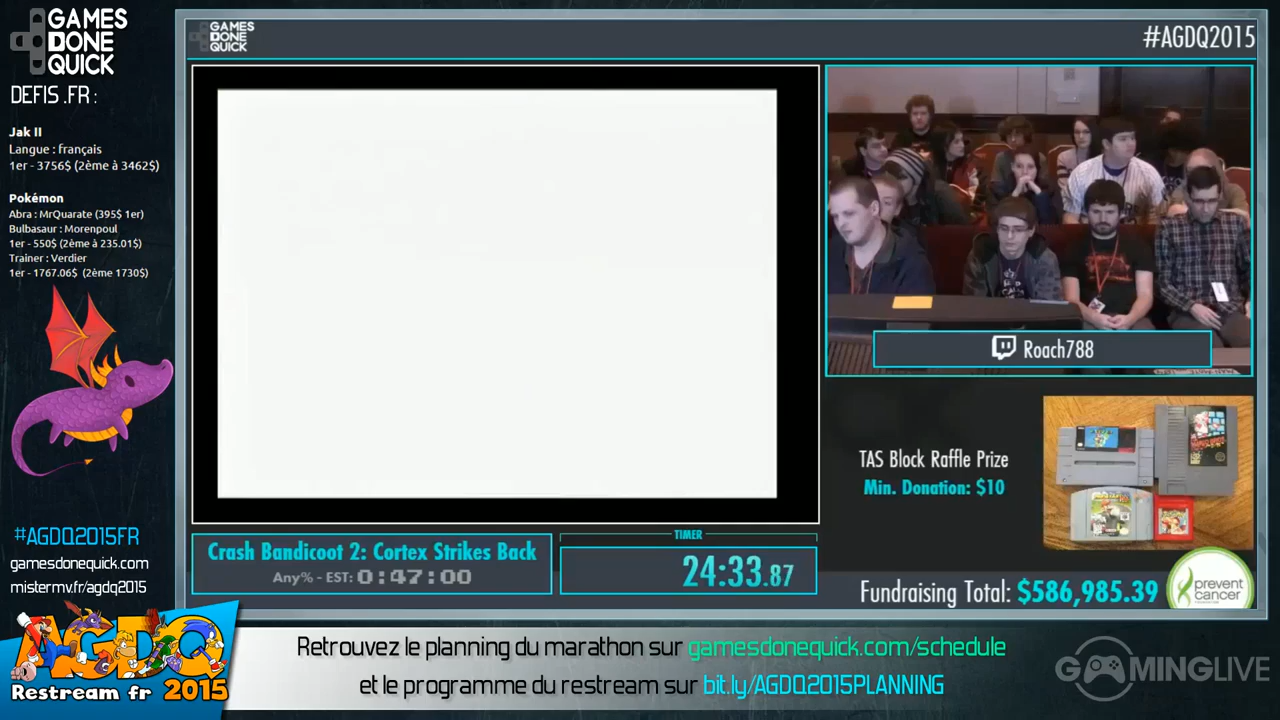 GAMES
DONE
QUICK
DEFIS .FR :
Jak II
Langue : français
1er - 3756$ (2ème à 3462$)
Pokémon
Abra : MrQuarate (395$ 1er)
Bulbasaur : Morenpoul
1er - 550$ (2ème à 235.01$)
Trainer : Verdier
1er - 1767.06$ (2ème 1730$)
#AGDQ2015FR
gamesdonequick.com
mistermv.fr/agdq2015
AGDQ
Restream fr 2015
GAMES
DONE
QUICK
#AGDQ2015
Roach788
TAS Block Raffle Prize
Min. Donation: $10
Crash Bandicoot 2: Cortex Strikes Back
Any% - EST: 0:47:00
TIMER
24:33.87
Fundraising Total: $586,985.39
prevent
cancer
Retrouvez le planning du marathon sur gamesdonequick.com/schedule
et le programme du restream sur bit.ly/AGDQ2015PLANNING
GAMINGLIVE